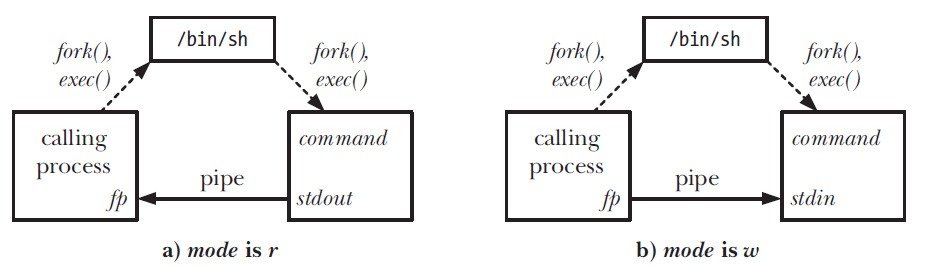 /bin/sh
fork(),
exec()
fork(),
exec()
calling
process
fp
pipe
command
stdout
a) mode is r
/bin/sh
fork(),
exec()
fork(),
exec()
calling
process
fp
pipe
command
stdin
b) mode is w